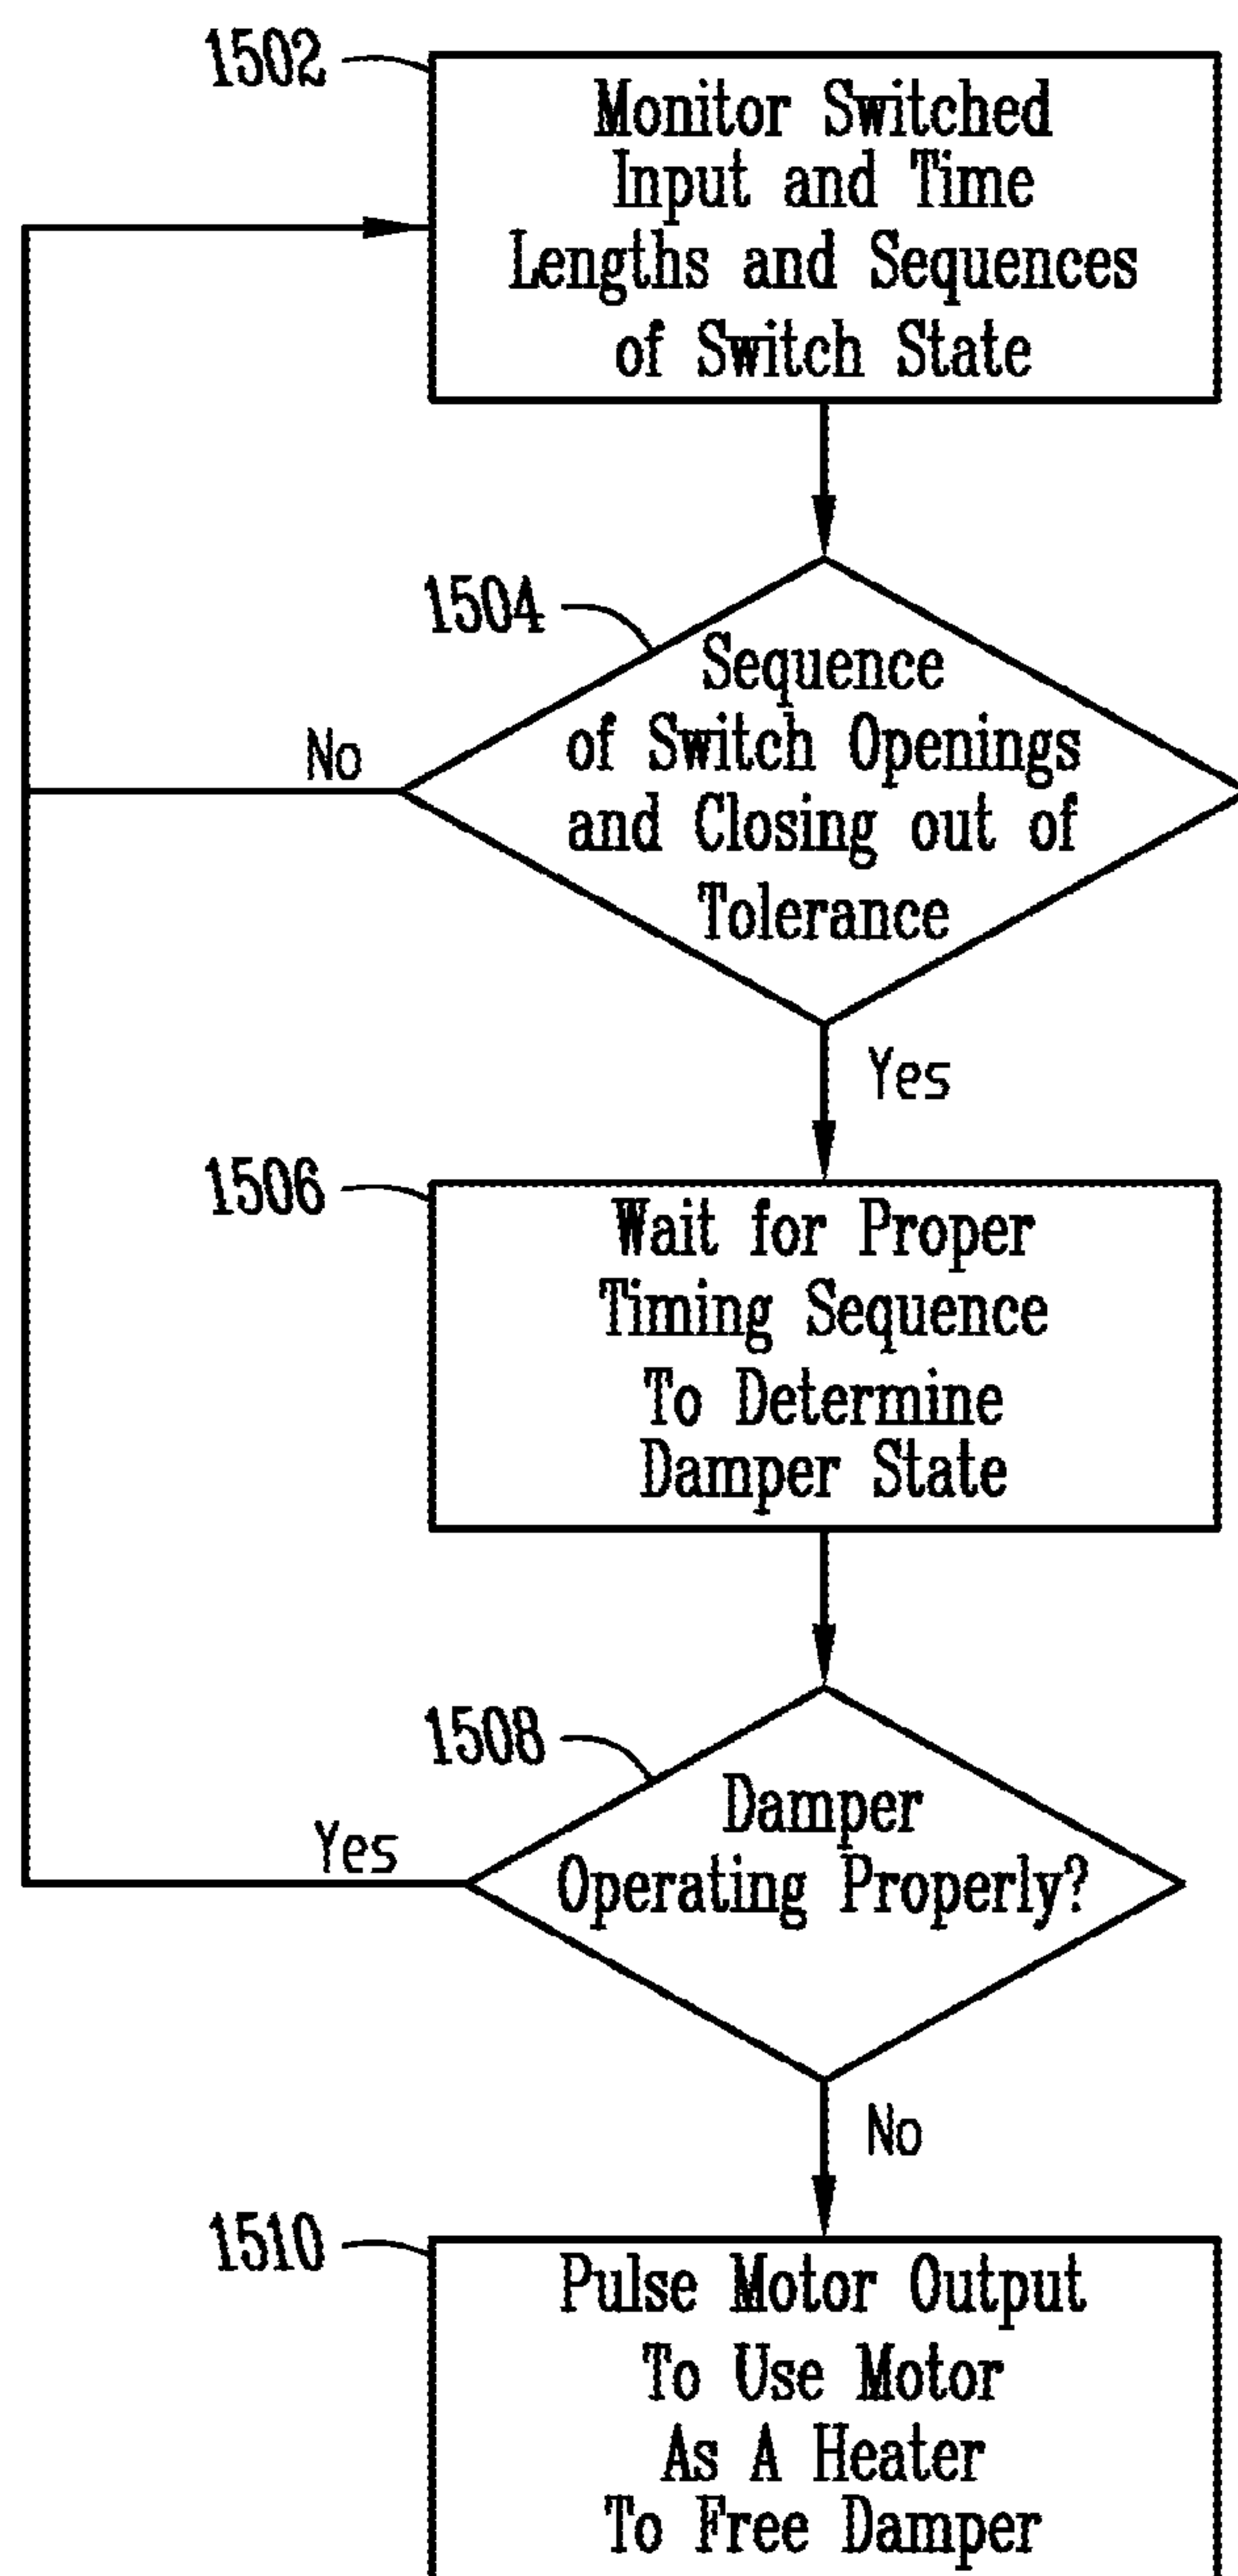 1502
Monitor Switched
Input and Time
Lengths and Sequences
of Switch State
1504
Sequence
of Switch Openings
and Closing out of
Tolerance
No
Yes
1506
Wait for Proper
Timing Sequence
To Determine
Damper State
1508
Damper
Operating Properly?
Yes
No
1510
Pulse Motor Output
To Use Motor
As A Heater
To Free Damper